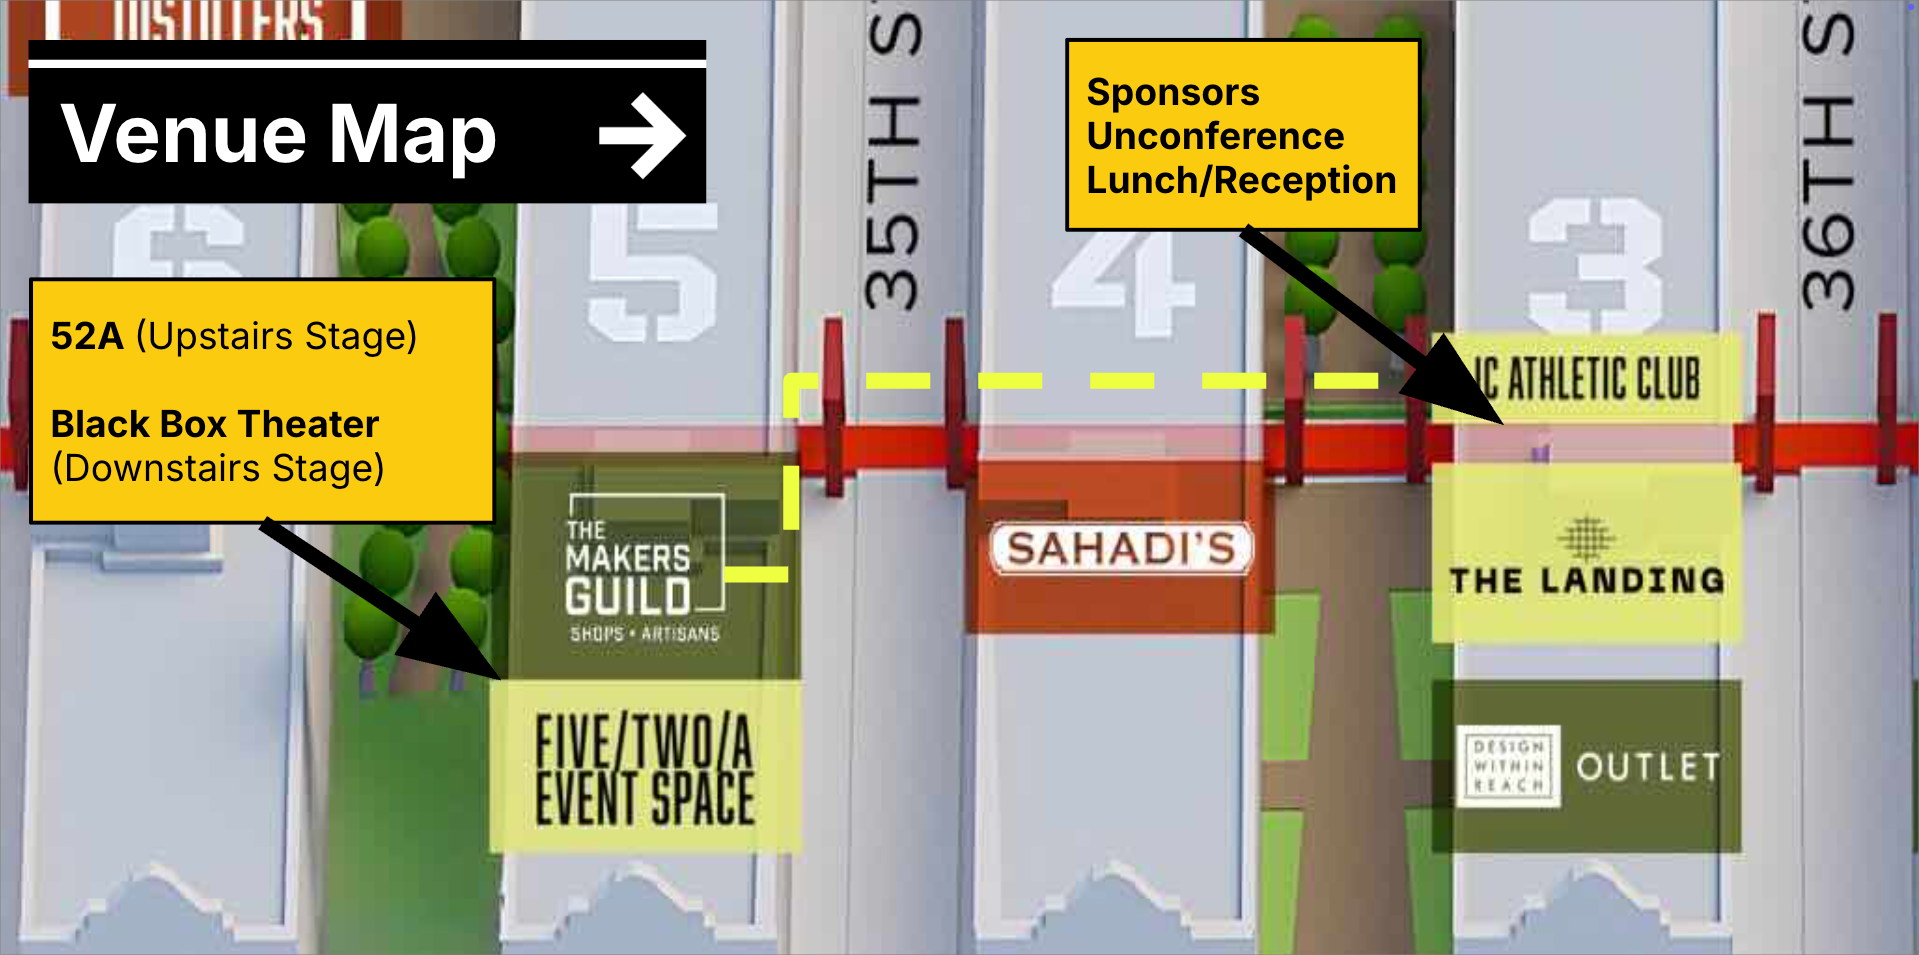 DISTILLERS
Venue Map
Sponsors
Unconference
Lunch/Reception
35TH S
36TH S
6
5
4
3
52A (Upstairs Stage)
Black Box Theater
(Downstairs Stage)
IC ATHLETIC CLUB
THE
MAKERS
GUILD
SHOPS • ARTISANS
SAHADI'S
THE LANDING
FIVE/TWO/A
EVENT SPACE
DESIGN
WITHIN
REACH
OUTLET